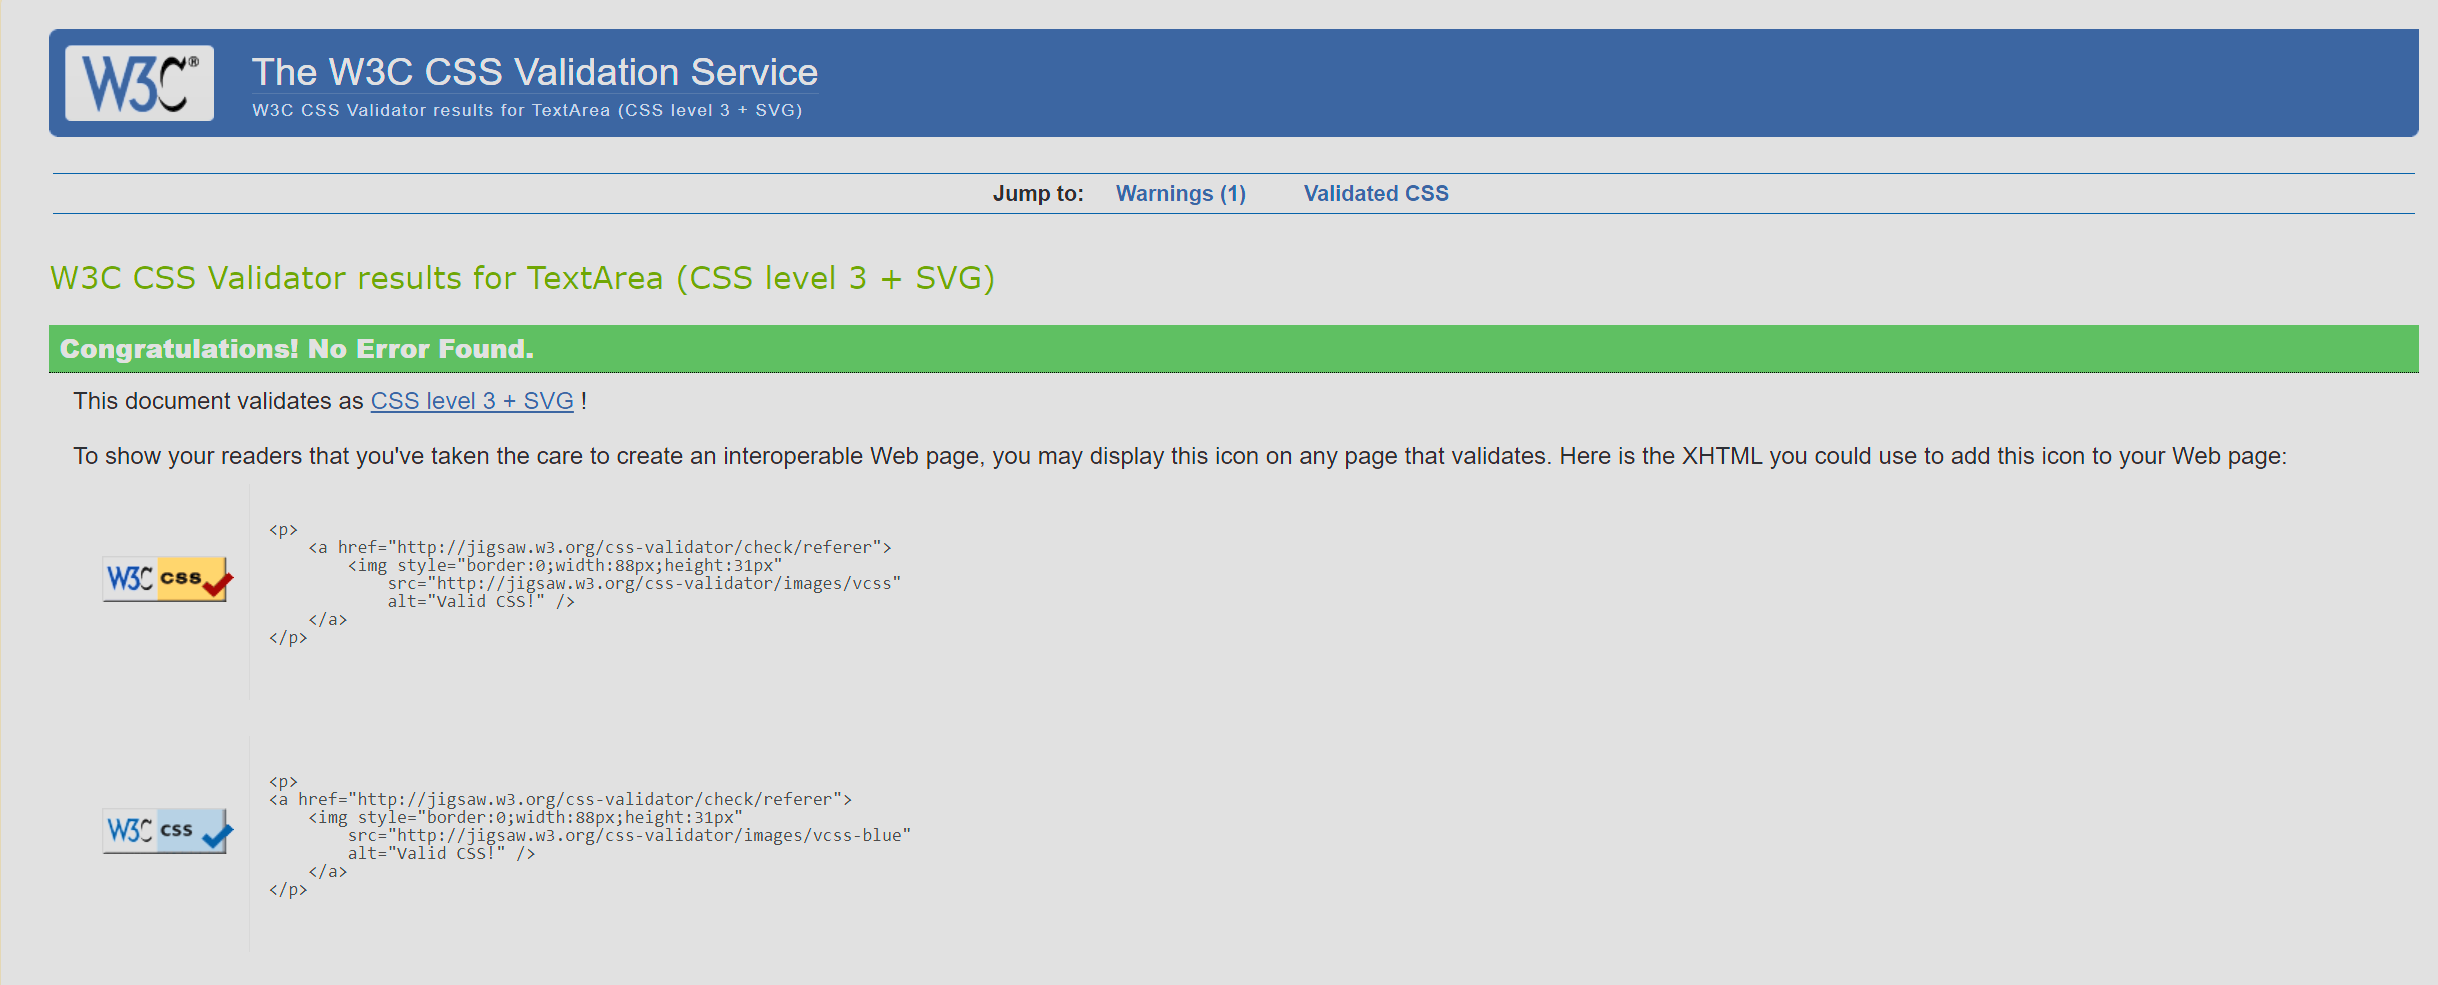 W3C®
The W3C CSS Validation Service
W3C CSS Validator results for TextArea (CSS level 3 + SVG)
Jump to: Warnings (1) Validated CSS
W3C CSS Validator results for TextArea (CSS level 3 + SVG)
Congratulations! No Error Found.
This document validates as CSS level 3 + SVG !
To show your readers that you've taken the care to create an interoperable Web page, you may display this icon on any page that validates. Here is the XHTML you could use to add this icon to your Web page:
W3C css
<p>
<a href="http://jigsaw.w3.org/css-validator/check/referer">
<img style="border:0;width:88px;height:31px"
src="http://jigsaw.w3.org/css-validator/images/vcss"
alt="Valid CSS!" />
</a>
</p>
W3C css
<p>
<a href="http://jigsaw.w3.org/css-validator/check/referer">
<img style="border:0;width:88px;height:31px"
src="http://jigsaw.w3.org/css-validator/images/vcss-blue"
alt="Valid CSS!" />
</a>
</p>